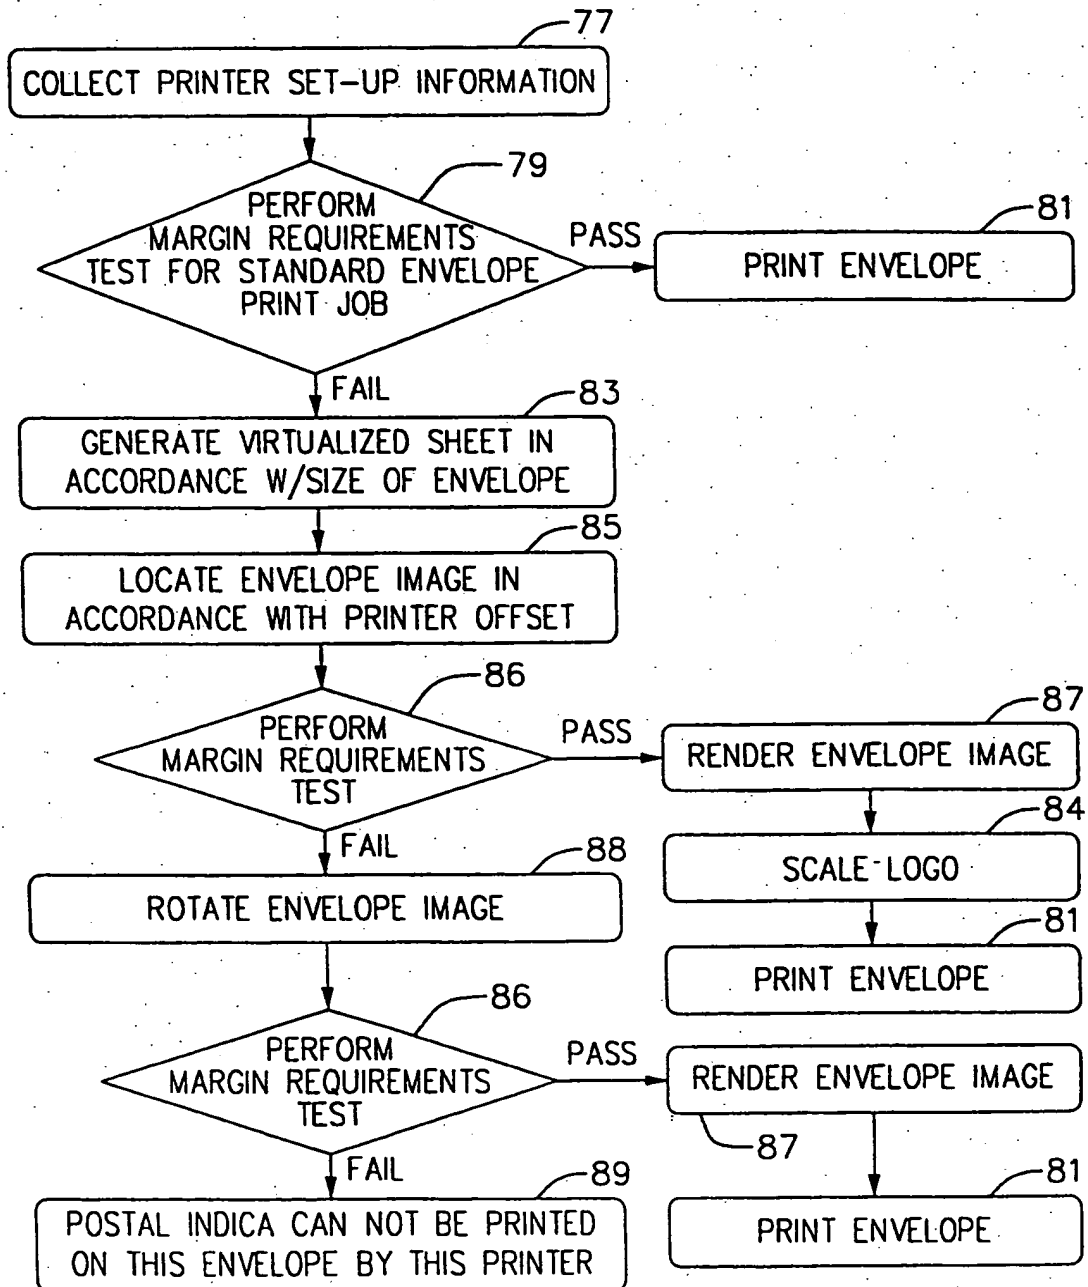 77
COLLECT PRINTER SET-UP INFORMATION
79
PERFORM
MARGIN REQUIREMENTS
TEST FOR STANDARD ENVELOPE
PRINT JOB
PASS
81
PRINT ENVELOPE
FAIL
83
GENERATE VIRTUALIZED SHEET IN
ACCORDANCE W/SIZE OF ENVELOPE
85
LOCATE ENVELOPE IMAGE IN
ACCORDANCE WITH PRINTER OFFSET
86
PERFORM
MARGIN REQUIREMENTS
TEST
PASS
87
RENDER ENVELOPE IMAGE
84
SCALE-LOGO
81
PRINT ENVELOPE
FAIL
88
ROTATE ENVELOPE IMAGE
86
PERFORM
MARGIN REQUIREMENTS
TEST
PASS
RENDER ENVELOPE IMAGE
87
81
PRINT ENVELOPE
FAIL
89
POSTAL INDICA CAN NOT BE PRINTED
ON THIS ENVELOPE BY THIS PRINTER